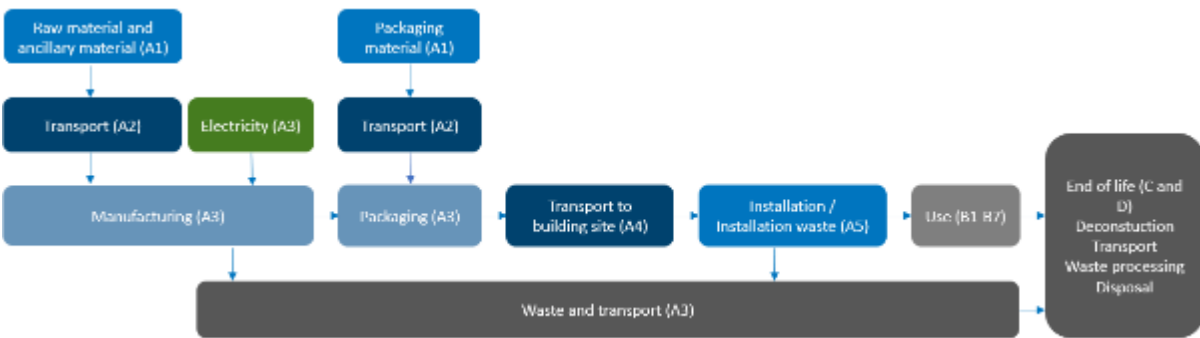 Raw material and
ancillary material (A1)
Packaging
material (A1)
Transport (A2)
Electricity (A3)
Transport (A2)
Manufacturing (A3)
Packaging (A3)
Transport to
building site (A4)
Installation /
Installation waste (A5)
Use (B1-B7)
End of life (C and
D)
Deconstuction
Transport
Waste processing
Disposal
Waste and transport (A3)